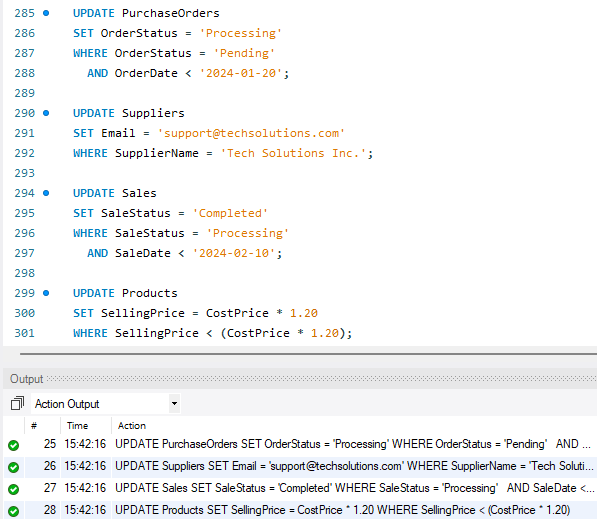 285 UPDATE PurchaseOrders
286 SET OrderStatus = 'Processing'
287 WHERE OrderStatus = 'Pending'
288 AND OrderDate < '2024-01-20';
289
290 UPDATE Suppliers
291 SET Email = 'support@techsolutions.com'
292 WHERE SupplierName = 'Tech Solutions Inc.';
293
294 UPDATE Sales
295 SET SaleStatus = 'Completed'
296 WHERE SaleStatus = 'Processing'
297 AND SaleDate < '2024-02-10';
298
299 UPDATE Products
300 SET SellingPrice = CostPrice * 1.20
301 WHERE SellingPrice < (CostPrice * 1.20);
Output
Action Output
# Time Action
25 15:42:16 UPDATE PurchaseOrders SET OrderStatus = 'Processing' WHERE OrderStatus = 'Pending' AND ...
26 15:42:16 UPDATE Suppliers SET Email = 'support@techsolutions.com' WHERE SupplierName = 'Tech Soluti...
27 15:42:16 UPDATE Sales SET SaleStatus = 'Completed' WHERE SaleStatus = 'Processing' AND SaleDate <...
28 15:42:16 UPDATE Products SET SellingPrice = CostPrice * 1.20 WHERE SellingPrice < (CostPrice * 1.20)